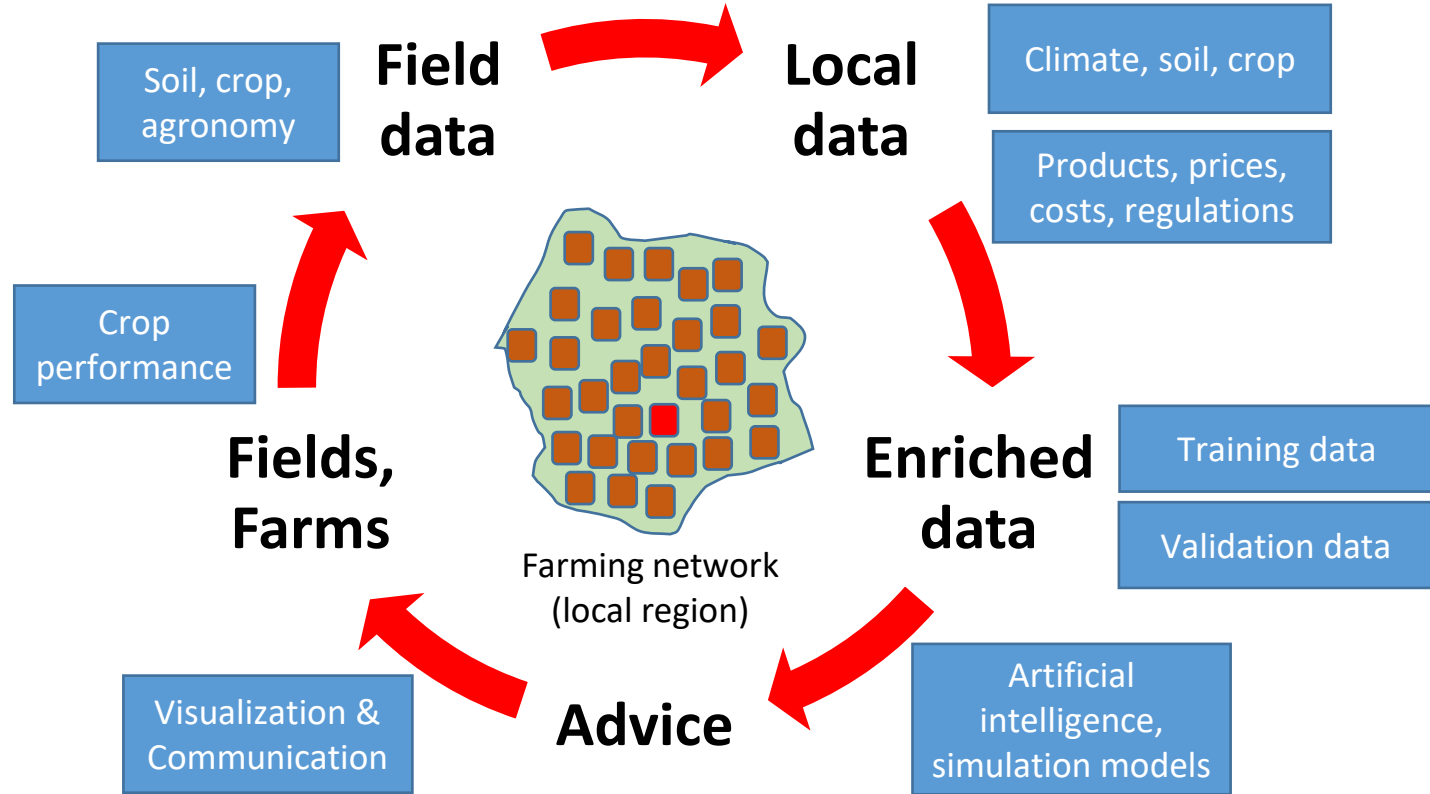 Soil, crop,
agronomy
Field
data
Local
data
Climate, soil, crop
Products, prices,
costs, regulations
Crop
performance
Fields,
Farms
Enriched
data
Training data
Validation data
Farming network
(local region)
Visualization &
Communication
Advice
Artificial
intelligence,
simulation models